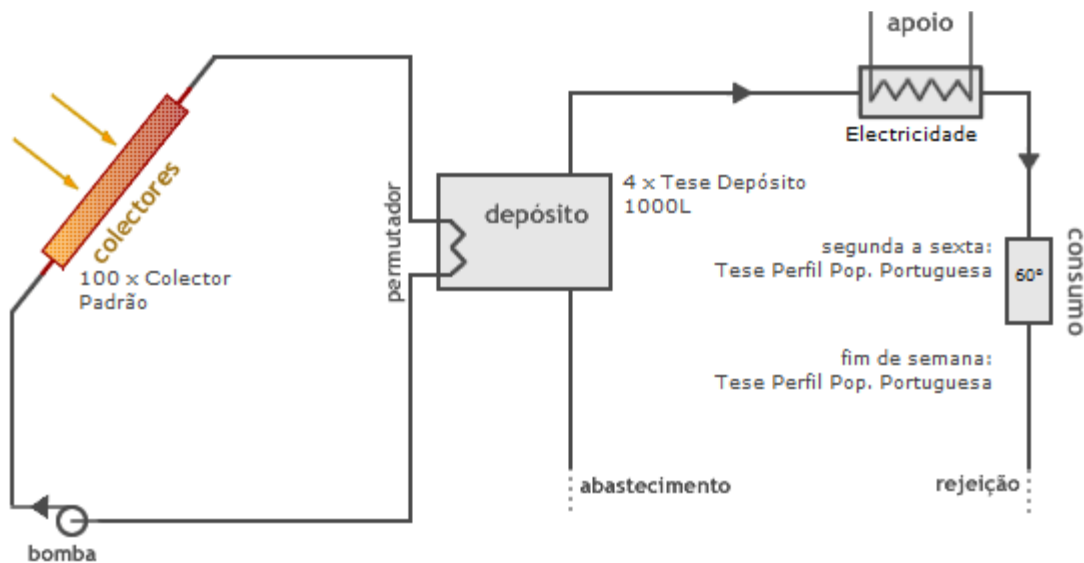 apoio
Electricidade
colectores
100 x Colector
Padrão
permutador
depósito
4 x Tese Depósito
1000L
segunda a sexta:
Tese Perfil Pop. Portuguesa
60°
consumo
fim de semana:
Tese Perfil Pop. Portuguesa
abastecimento
rejeição
bomba